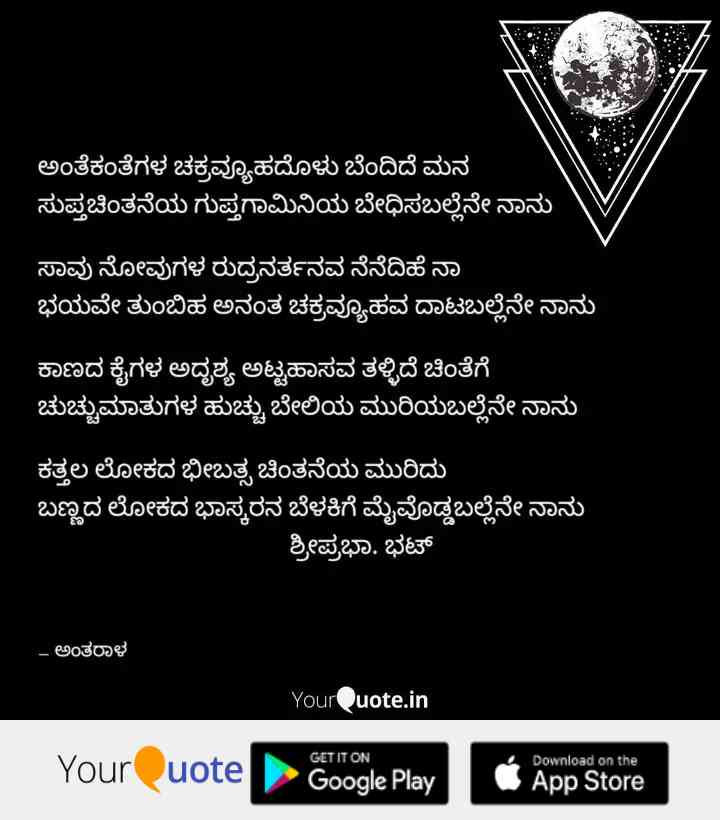 ಅಂತೆಕಂತೆಗಳ ಚಕ್ರವ್ಯೂಹದೊಳು ಬೆಂದಿದೆ ಮನ
ಸುಪ್ತಚಿಂತನೆಯ ಗುಪ್ತಗಾಮಿನಿಯ ಬೇಧಿಸಬಲ್ಲೆನೇ ನಾನು
ಸಾವು ನೋವುಗಳ ರುದ್ರನರ್ತನವ ನೆನೆದಿಹೆ ನಾ
ಭಯವೇ ತುಂಬಿಹ ಅನಂತ ಚಕ್ರವ್ಯೂಹವ ದಾಟಬಲ್ಲೆನೇ ನಾನು
ಕಾಣದ ಕೈಗಳ ಅದೃಶ್ಯ ಅಟ್ಟಹಾಸವ ತಳ್ಳಿದೆ ಚಿಂತೆಗೆ
ಚುಚ್ಚುಮಾತುಗಳ ಹುಚ್ಚು ಬೇಲಿಯ ಮುರಿಯಬಲ್ಲೆನೇ ನಾನು
ಕತ್ತಲ ಲೋಕದ ಭೀಬತ್ಸ ಚಿಂತನೆಯ ಮುರಿದು
ಬಣ್ಣದ ಲೋಕದ ಭಾಸ್ಕರನ ಬೆಳಕಿಗೆ ಮೈವೊಡ್ಡಬಲ್ಲೆನೇ ನಾನು
ಶ್ರೀಪ್ರಭಾ. ಭಟ್
– ಅಂತರಾಳ
YourQuote.in
YourQuote
GET IT ON
Google Play
Download on the
App Store